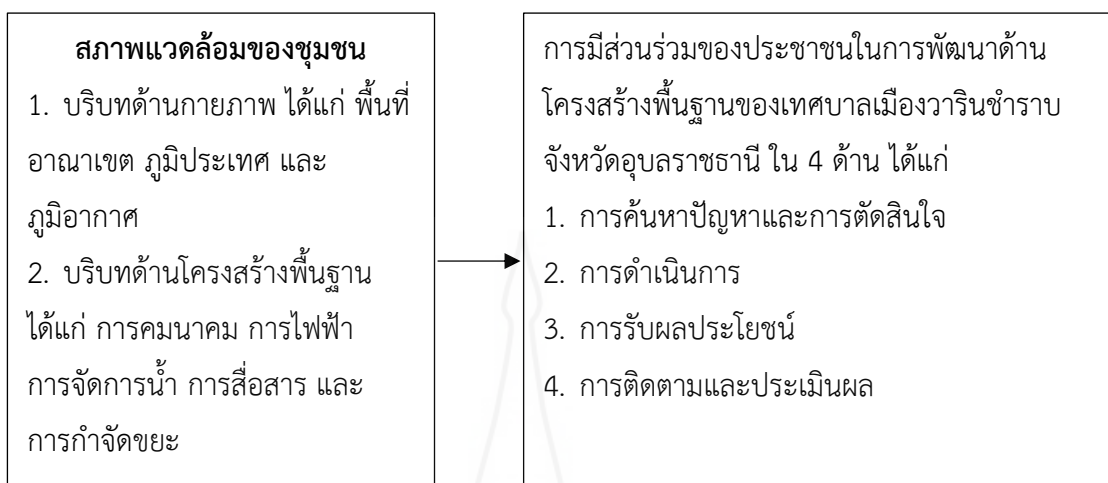 สภาพแวดล้อมของชุมชน
1. บริบทด้านกายภาพ ได้แก่ พื้นที่
อาณาเขต ภูมิประเทศ และ
ภูมิอากาศ
2. บริบทด้านโครงสร้างพื้นฐาน
ได้แก่ การคมนาคม การไฟฟ้า
การจัดการน้ำ การสื่อสาร และ
การกำจัดขยะ
การมีส่วนร่วมของประชาชนในการพัฒนาด้าน
โครงสร้างพื้นฐานของเทศบาลเมืองวารินชำราบ
จังหวัดอุบลราชธานี ใน 4 ด้าน ได้แก่
1. การค้นหาปัญหาและการตัดสินใจ
2. การดำเนินการ
3. การรับผลประโยชน์
4. การติดตามและประเมินผล